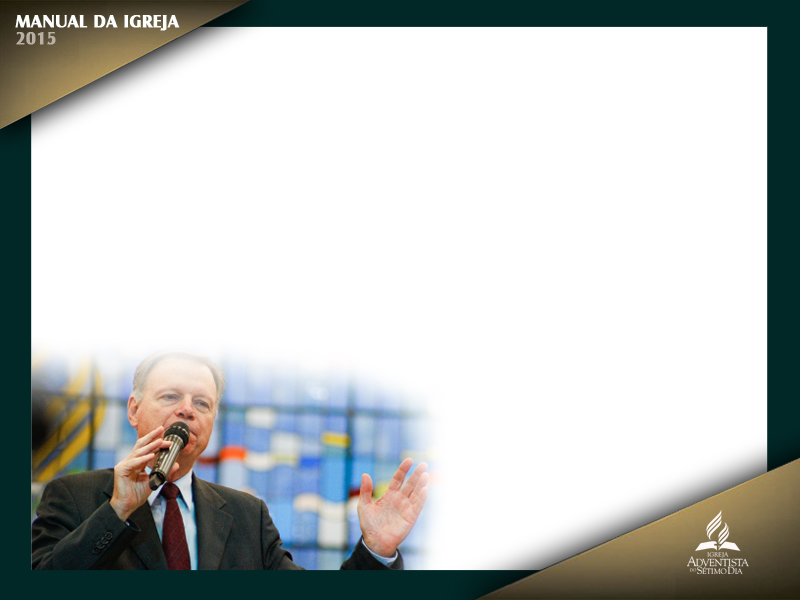 MANUAL DA IGREJA
2015
IGREJA
ADVENTISTA
DO SÉTIMO DIA